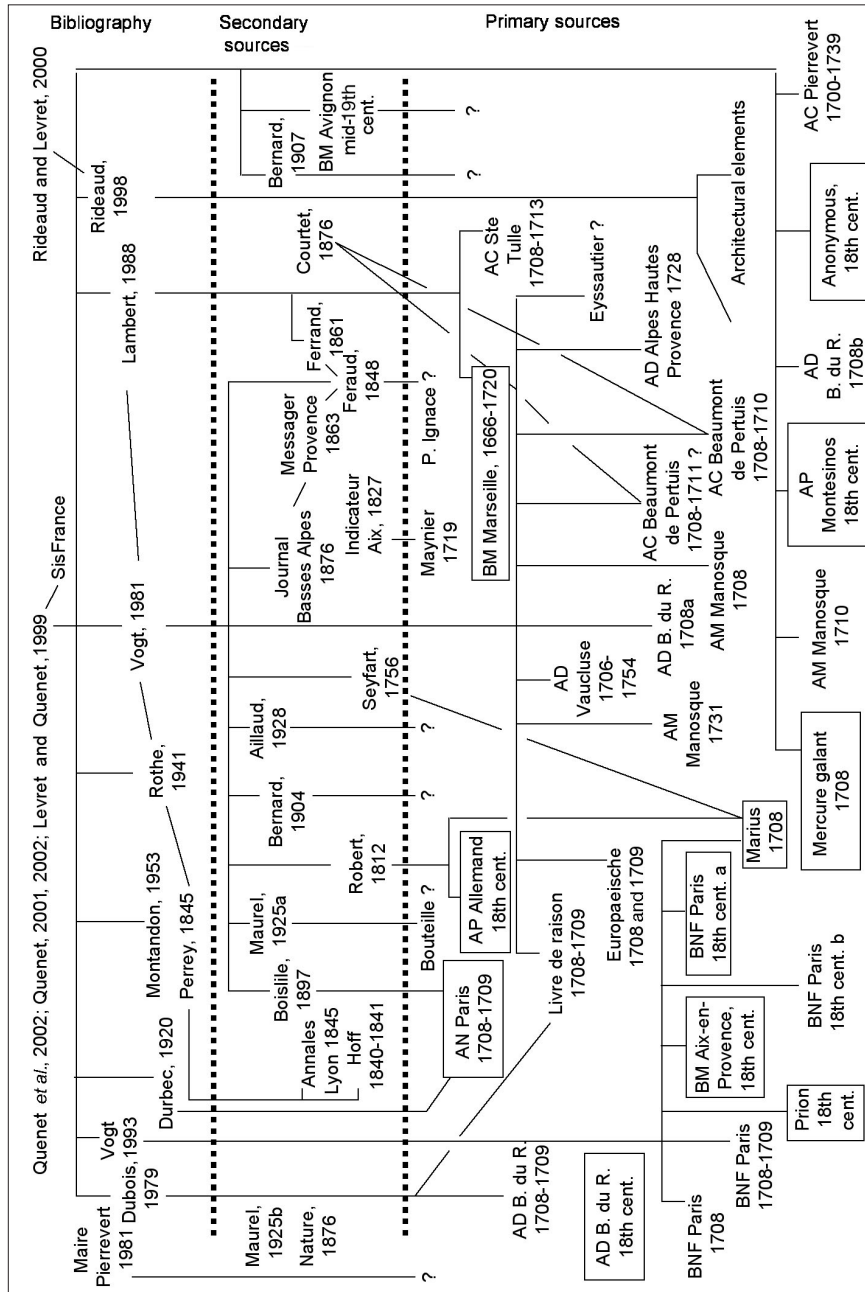 Bibliography
Secondary
sources
Primary sources
Quenet et al., 2002; Quenet, 2001, 2002; Levret and Quenet, 1999
SisFrance
Rideaud and Levret, 2000
Maire
Pierrevert
1981
Dubois,
1979
Vogt
1993
Durbec, 1920
Montandon, 1953
Perrey, 1845
Rothe,
1941
Vogt, 1981
Lambert, 1988
Rideaud,
1998
Maurel,
1925b
Nature,
1876
Annales
Lyon 1845
Hoff
1840-1841
Boislile,
1897
Maurel,
1925a
Robert,
1812
Bernard,
1904
Aillaud,
1928
Seyfart,
1756
Journal
Basses Alpes
1876
Messager
Provence
1863
Indicateur
Aix, 1827
Ferrand,
1861
Feraud,
1848
Courtet,
1876
Bernard,
1907
BM Avignon
mid-19th
cent.
?
AN Paris
1708-1709
Bouteille ?
?
?
Maynier
1719
P. Ignace ?
?
?
AD B. du R.
1708-1709
AP Allemand
18th cent.
BM Marseille, 1666-1720
AC Ste
Tulle
1708-1713
Livre de raison
1708-1709
AD
Vaucluse
1706-
1754
Eyssautier ?
AD B. du R.
18th cent.
Europaeische
1708 and 1709
AM
Manosque
1731
AD B. du R.
1708a
AC Beaumont
de Pertuis
1708-1711 ?
AD Alpes Hautes
Provence 1728
BNF Paris
1708
BNF Paris
1708-1709
BM Aix-en-
Provence,
18th cent.
BNF Paris
18th cent. a
Marius
1708
AM Manosque
1708
AC Beaumont
de Pertuis
1708-1710
Architectural elements
Prion
18th
cent.
BNF Paris
18th cent. b
Mercure galant
1708
AM Manosque
1710
AP
Montesinos
18th cent.
AD
B. du R.
1708b
Anonymous,
18th cent.
AC Pierrevert
1700-1739